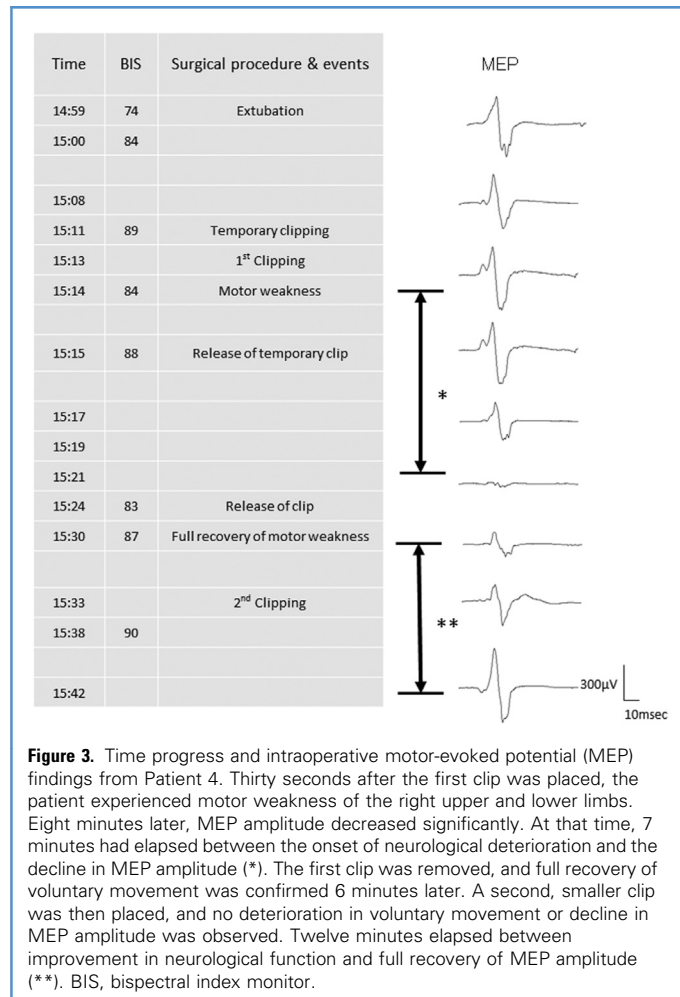 Time BIS Surgical procedure & events MEP
14:59 74 Extubation
15:00 84
15:08
15:11 89 Temporary clipping
15:13 1st Clipping
15:14 84 Motor weakness
15:15 88 Release of temporary clip
*
15:17
15:19
15:21
15:24 83 Release of clip
15:30 87 Full recovery of motor weakness
15:33 2nd Clipping
**
15:38 90
15:42
300µV
10msec
Figure 3. Time progress and intraoperative motor-evoked potential (MEP)
findings from Patient 4. Thirty seconds after the first clip was placed, the
patient experienced motor weakness of the right upper and lower limbs.
Eight minutes later, MEP amplitude decreased significantly. At that time, 7
minutes had elapsed between the onset of neurological deterioration and the
decline in MEP amplitude (*). The first clip was removed, and full recovery of
voluntary movement was confirmed 6 minutes later. A second, smaller clip
was then placed, and no deterioration in voluntary movement or decline in
MEP amplitude was observed. Twelve minutes elapsed between
improvement in neurological function and full recovery of MEP amplitude
(**). BIS, bispectral index monitor.